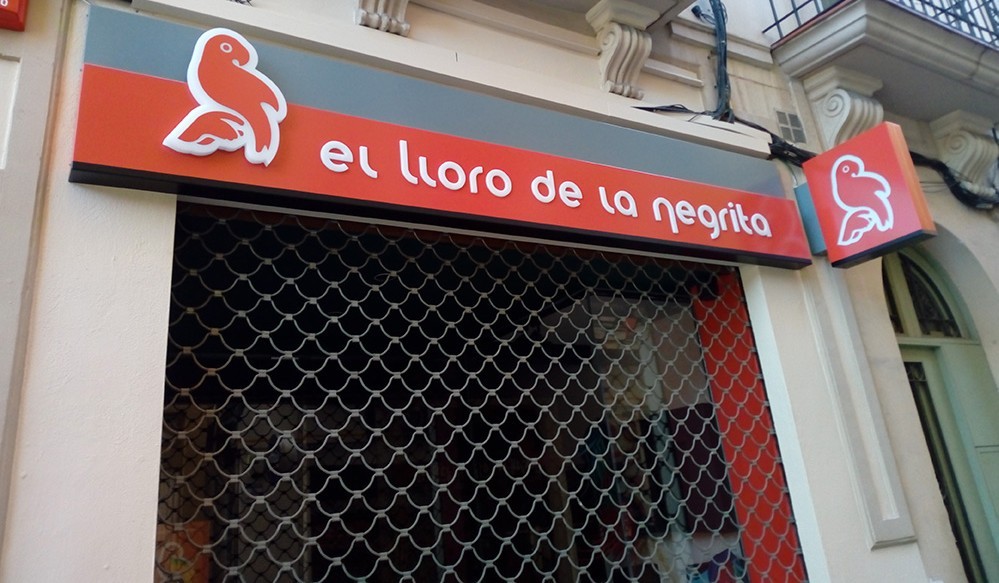 el lloro de la negrita